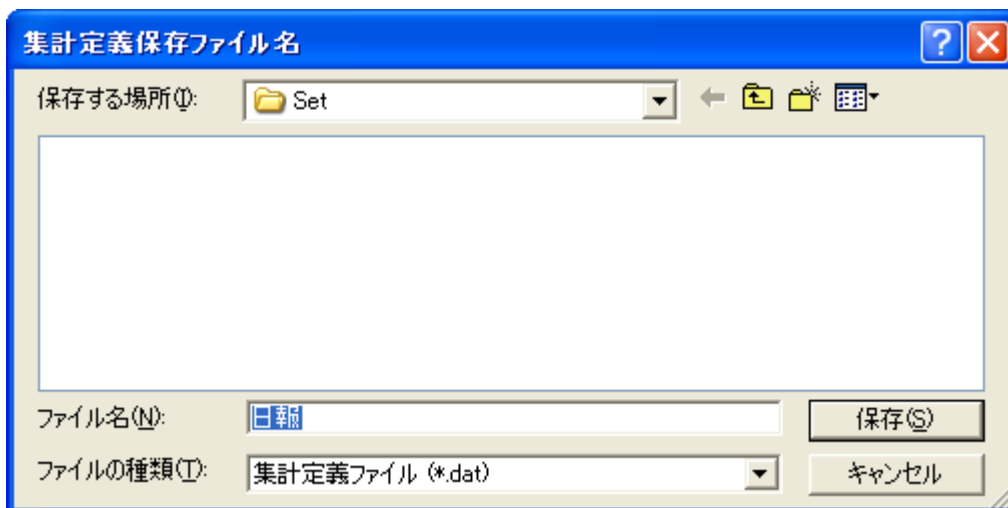 集計定義保存ファイル名
保存する場所(I):
Set
ファイル名(N):
日報
保存(S)
ファイルの種類(T):
集計定義ファイル (*.dat)
キャンセル